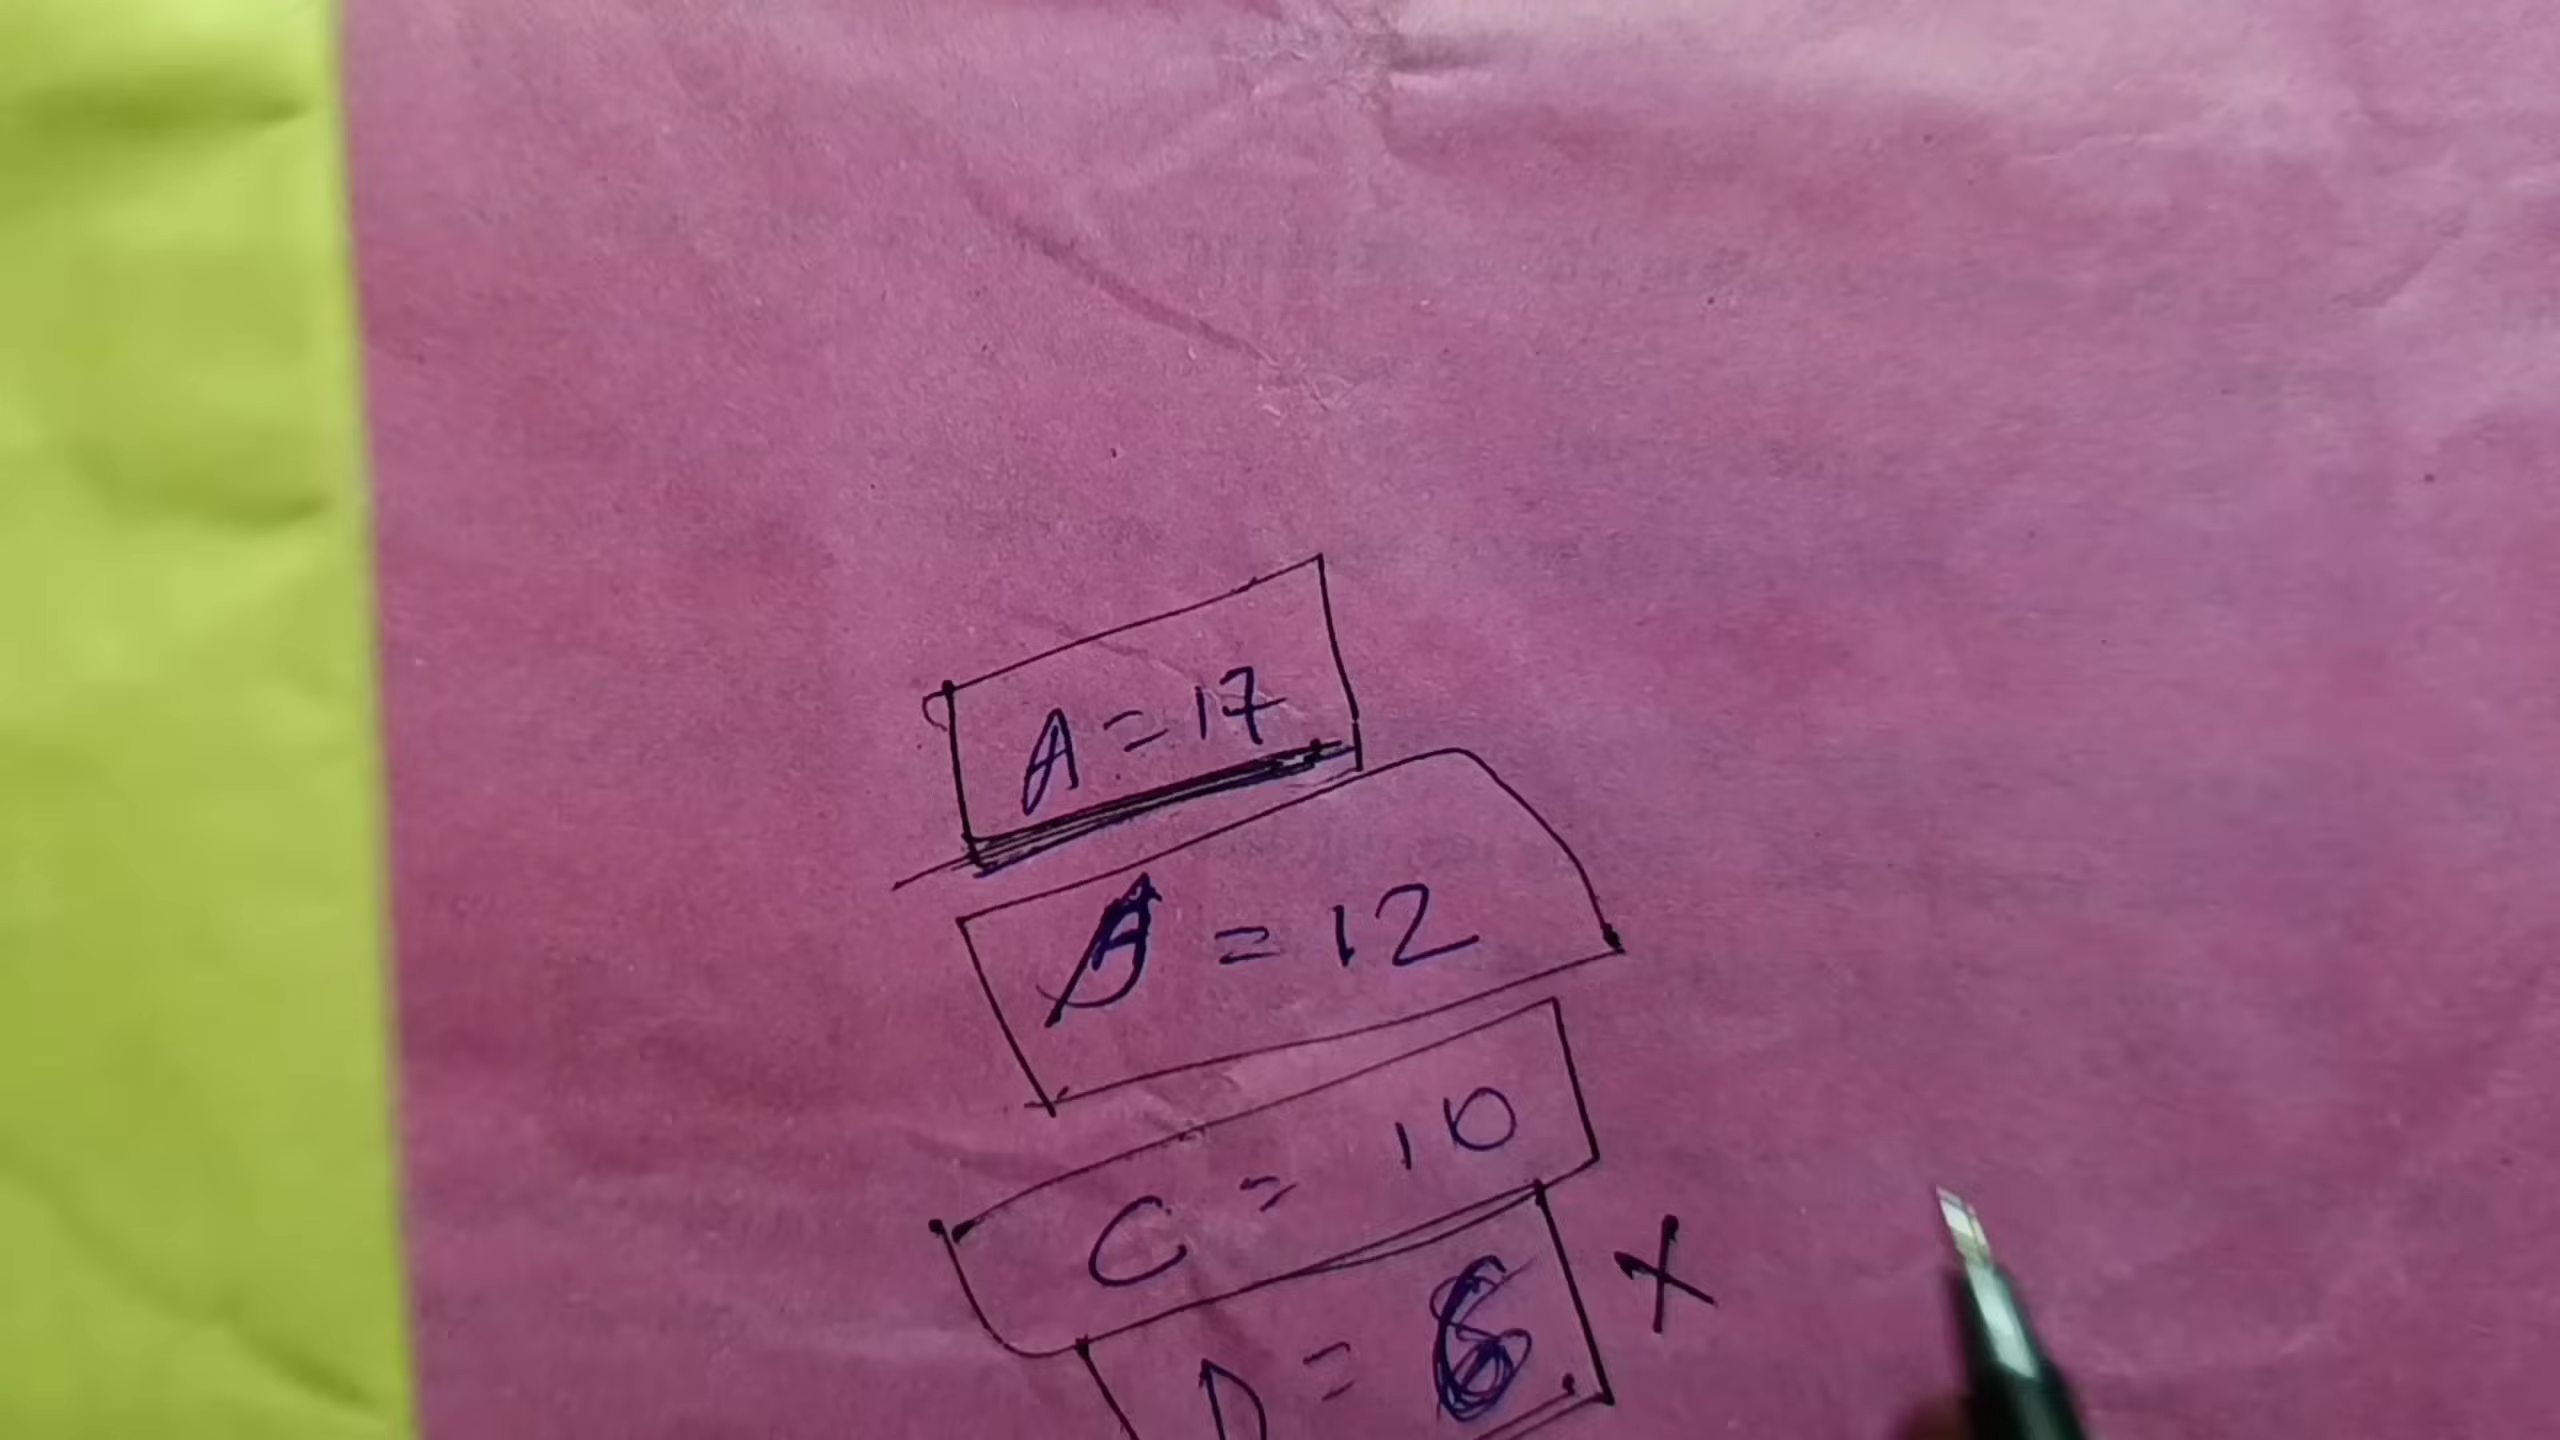 A = 17
B = 12
C = 10
D = 6 X